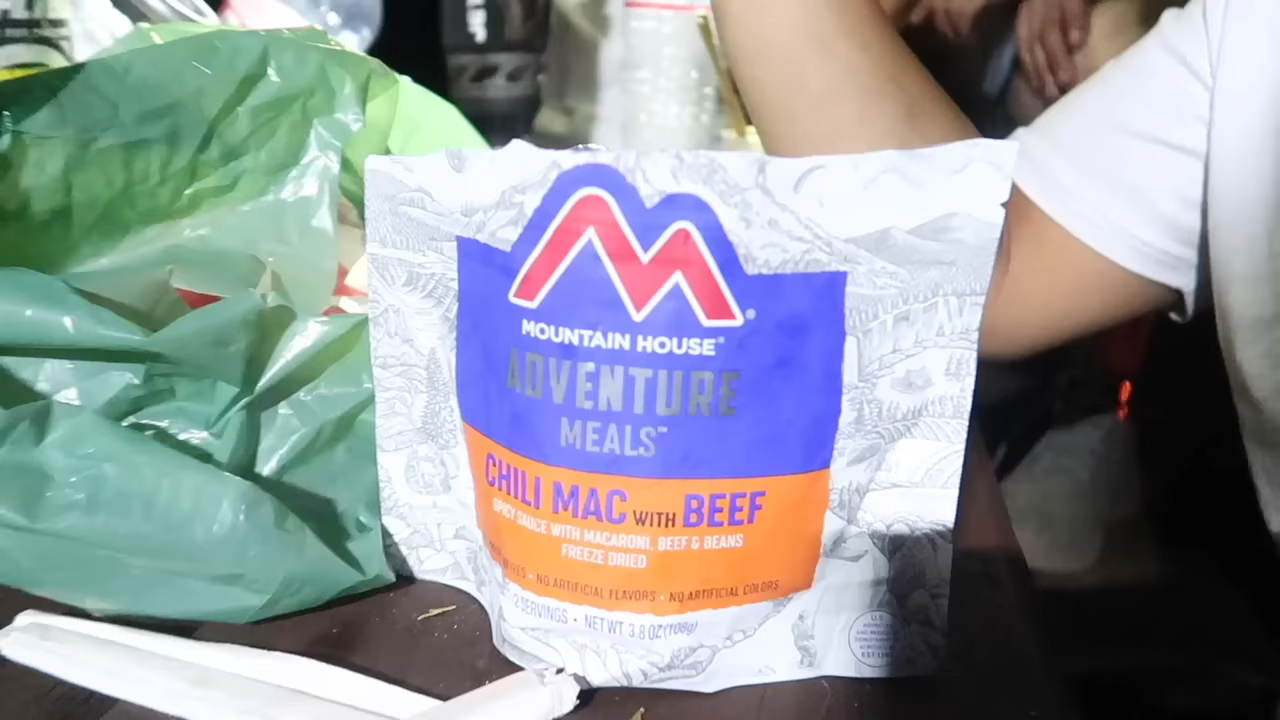 MOUNTAIN HOUSE®
ADVENTURE
MEALS™
CHILI MAC WITH BEEF
SPICY SAUCE WITH MACARONI, BEEF & BEANS
FREEZE DRIED
• NO ARTIFICIAL FLAVORS • NO ARTIFICIAL COLORS
2 SERVINGS • NET WT 3.8 OZ (108g)
U.S.